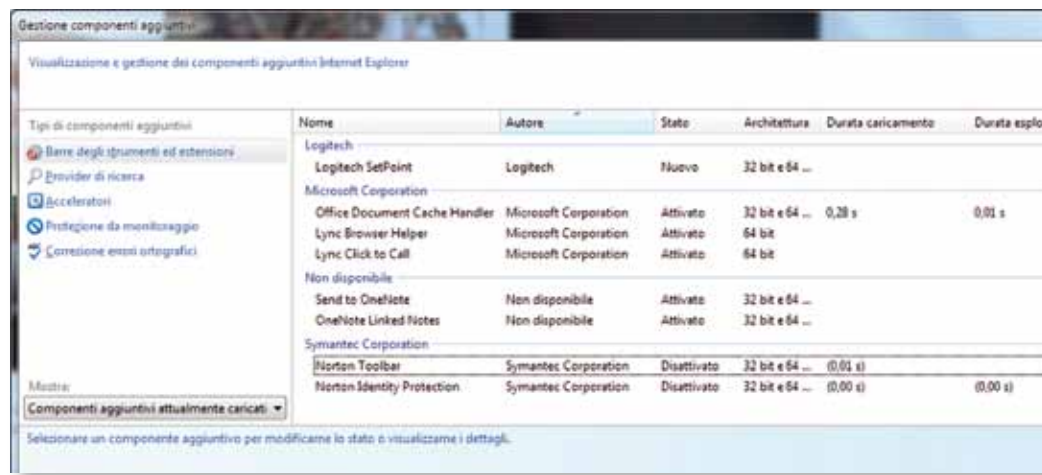 Gestione componenti aggiuntivi
Visualizzazione e gestione dei componenti aggiuntivi Internet Explorer
Tipi di componenti aggiuntivi
Barre degli strumenti ed estensioni
Provider di ricerca
Acceleratori
Protezione da monitoraggio
Correzione errori ortografici
Mostra:
Componenti aggiuntivi attualmente caricati
Nome Autore Stato Architettura Durata caricamento Durata esplo
Logitech
Logitech SetPoint Logitech Nuovo 32 bit e 64 ...
Microsoft Corporation
Office Document Cache Handler Microsoft Corporation Attivato 32 bit e 64 ... 0,28 s 0,01 s
Lync Browser Helper Microsoft Corporation Attivato 64 bit
Lync Click to Call Microsoft Corporation Attivato 64 bit
Non disponibile
Send to OneNote Non disponibile Attivato 32 bit e 64 ...
OneNote Linked Notes Non disponibile Attivato 32 bit e 64 ...
Symantec Corporation
Norton Toolbar Symantec Corporation Disattivato 32 bit e 64 ... (0,01 s)
Norton Identity Protection Symantec Corporation Disattivato 32 bit e 64 ... (0,00 s) (0,00 s)
Selezionare un componente aggiuntivo per modificarne lo stato o visualizzarne i dettagli.